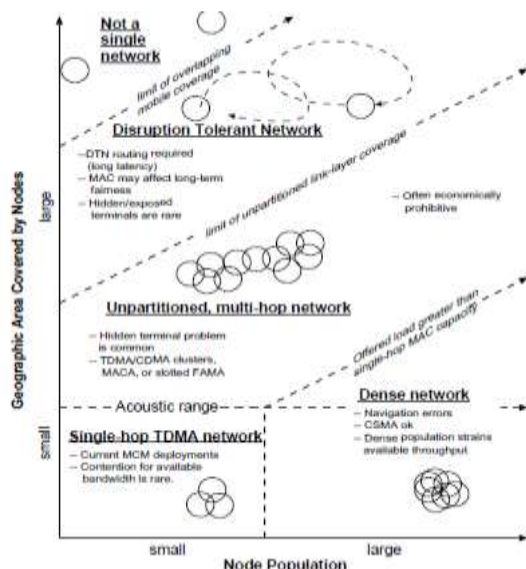 Not a
single
network
limit of overlapping
mobile coverage
Disruption Tolerant Network
–DTN routing required
(long latency)
– MAC may affect long-term
fairness
– Hidden/exposed
terminals are rare
limit of unpartitioned link-layer coverage
– Often economically
prohibitive
Unpartitioned, multi-hop network
– Hidden terminal problem
is common
– TDMA/CDMA clusters,
MACA, or slotted FAMA
Offered load greater than
single-hop MAC capacity
Acoustic range
Dense network
– Navigation errors
– CSMA ok
– Dense population strains
available throughput
Single-hop TDMA network
– Current MCM deployments
– Contention for available
bandwidth is rare.
Geographic Area Covered by Nodes
large
small
small
large
Node Population